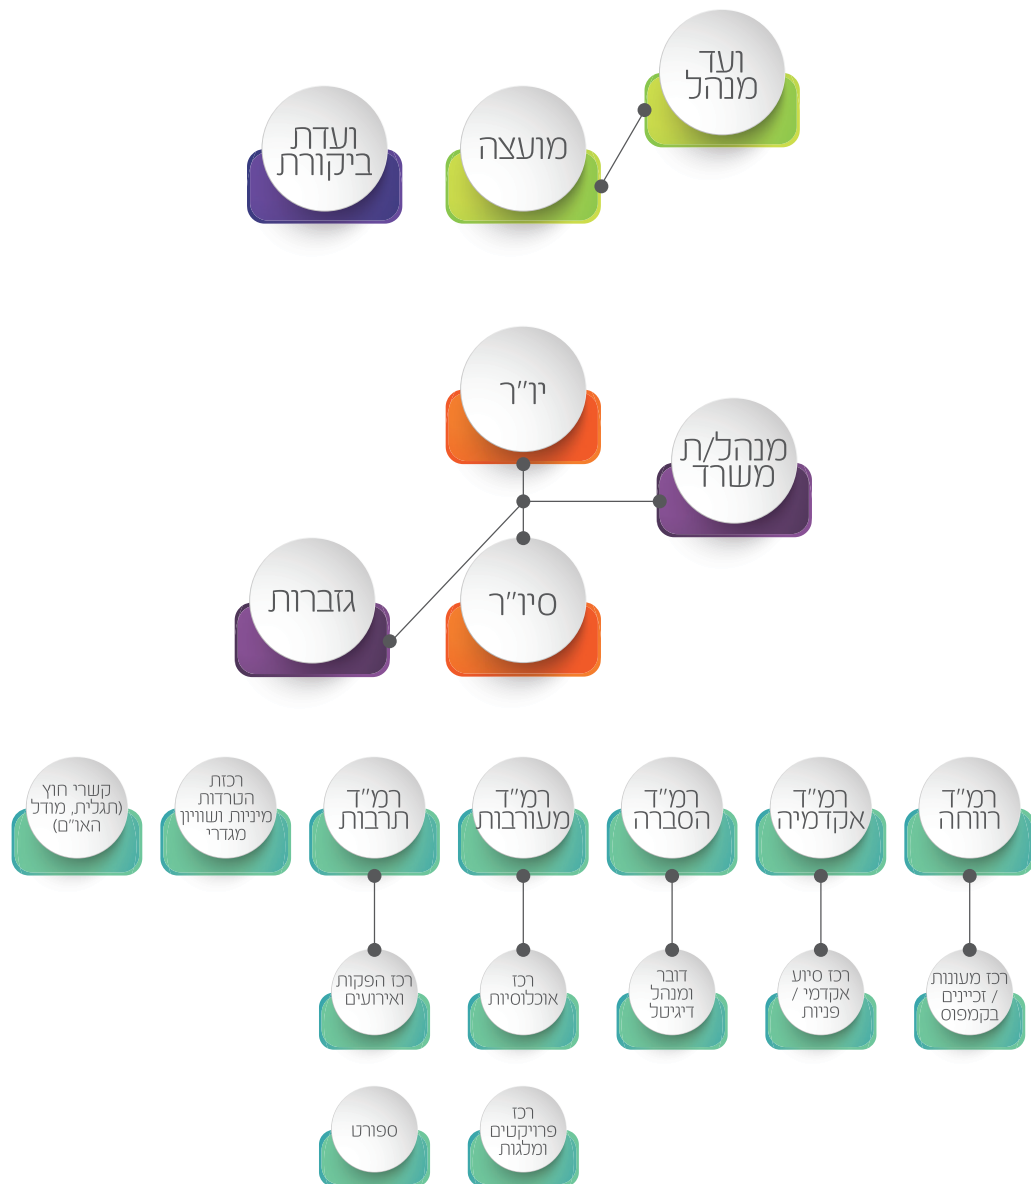 ועד
מנהל
מועצה
ועדת
ביקורת
יו"ר
מנהל/ת
משרד
סיו"ר
גזברות
רמ"ד
רווחה
רמ"ד
אקדמיה
רמ"ד
הסברה
רמ"ד
מעורבות
רמ"ד
תרבות
רכזת
הטרדות
מיניות ושוויון
מגדרי
קשרי חוץ
(תגלית, מודל
האו"ם)
רכז מעונות
/ זכיינים
בקמפוס
רכז סיוע
אקדמי /
פניות
דובר
ומנהל
דיגיטל
רכז
אוכלוסיות
רכז הפקות
ואירועים
רכז
פרויקטים
ומלגות
ספורט